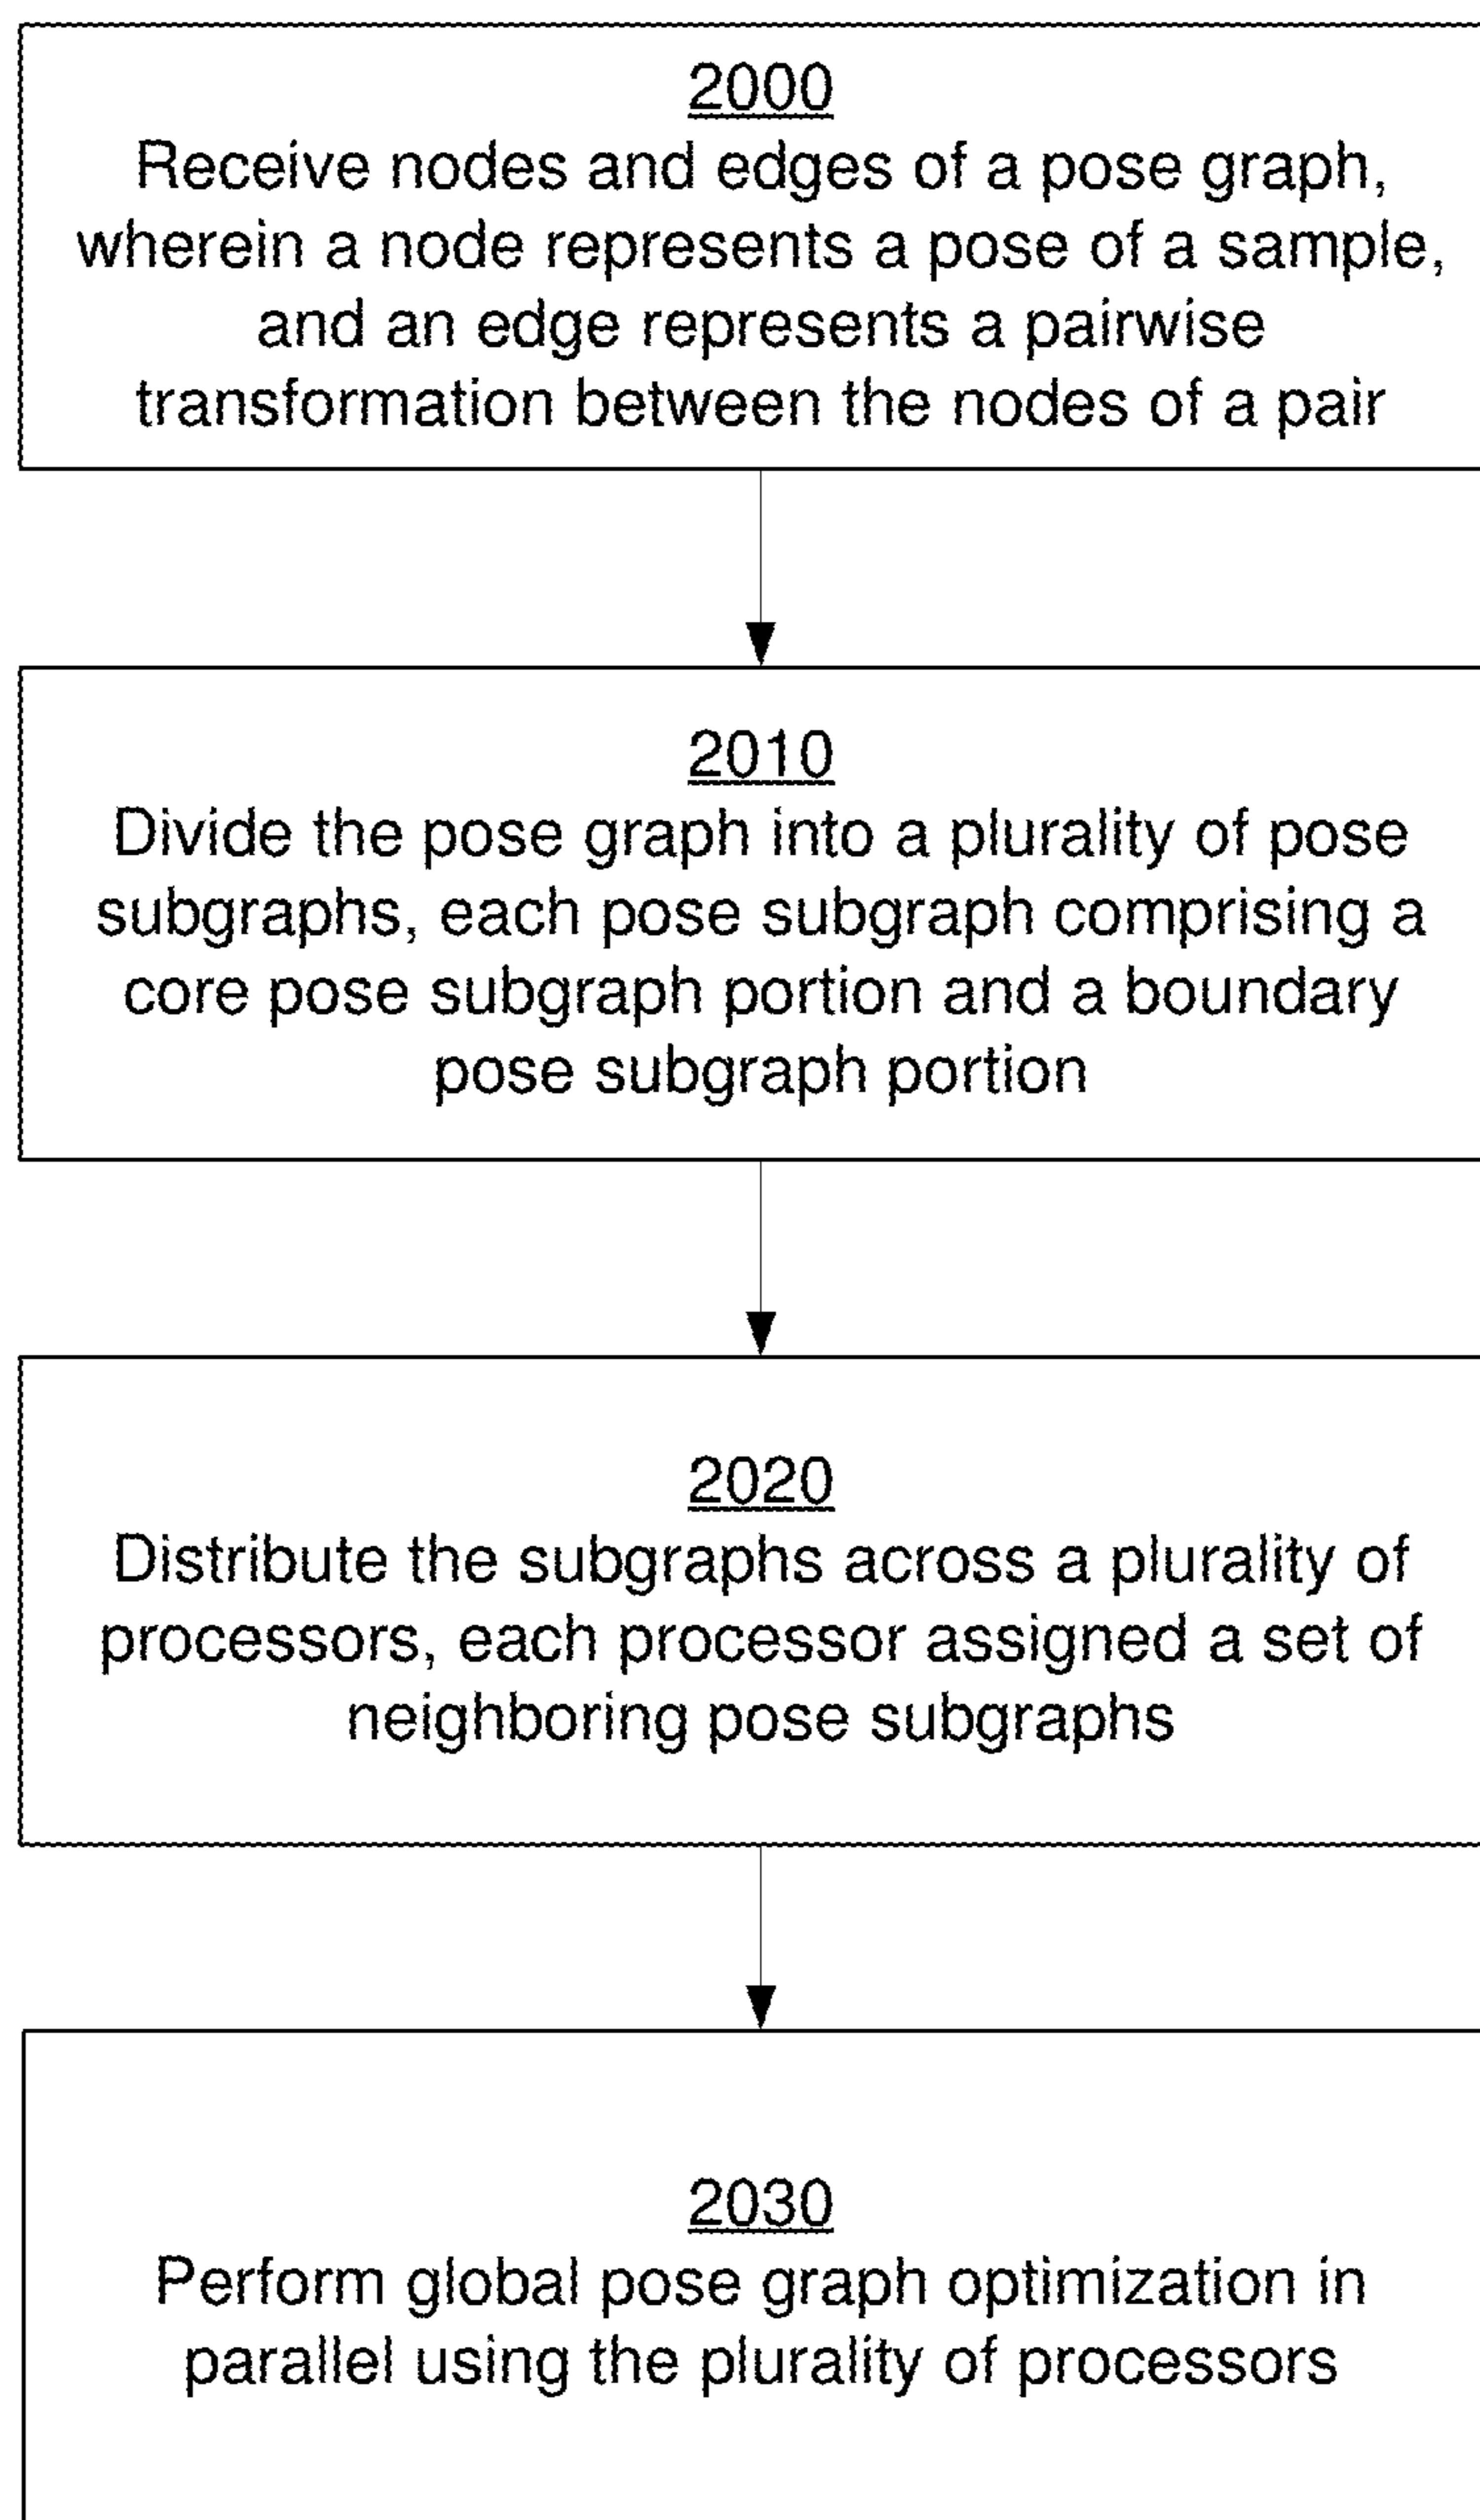 2000
Receive nodes and edges of a pose graph,
wherein a node represents a pose of a sample,
and an edge represents a pairwise
transformation between the nodes of a pair
2010
Divide the pose graph into a plurality of pose
subgraphs, each pose subgraph comprising a
core pose subgraph portion and a boundary
pose subgraph portion
2020
Distribute the subgraphs across a plurality of
processors, each processor assigned a set of
neighboring pose subgraphs
2030
Perform global pose graph optimization in
parallel using the plurality of processors